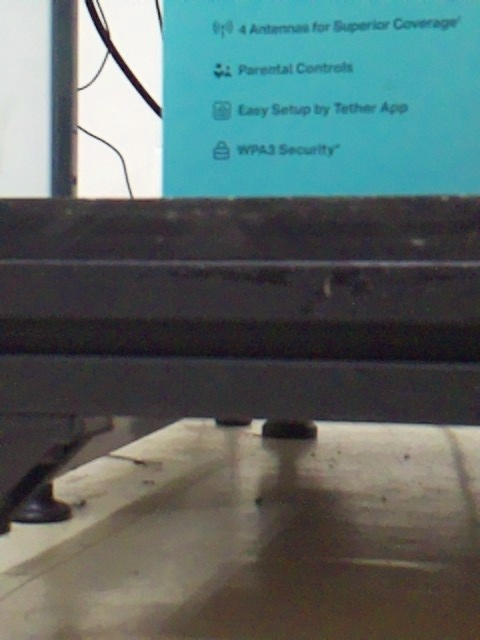 4 Antennas for Superior Coverage
Parental Controls
Easy Setup by Tether App
WPA3 Security*